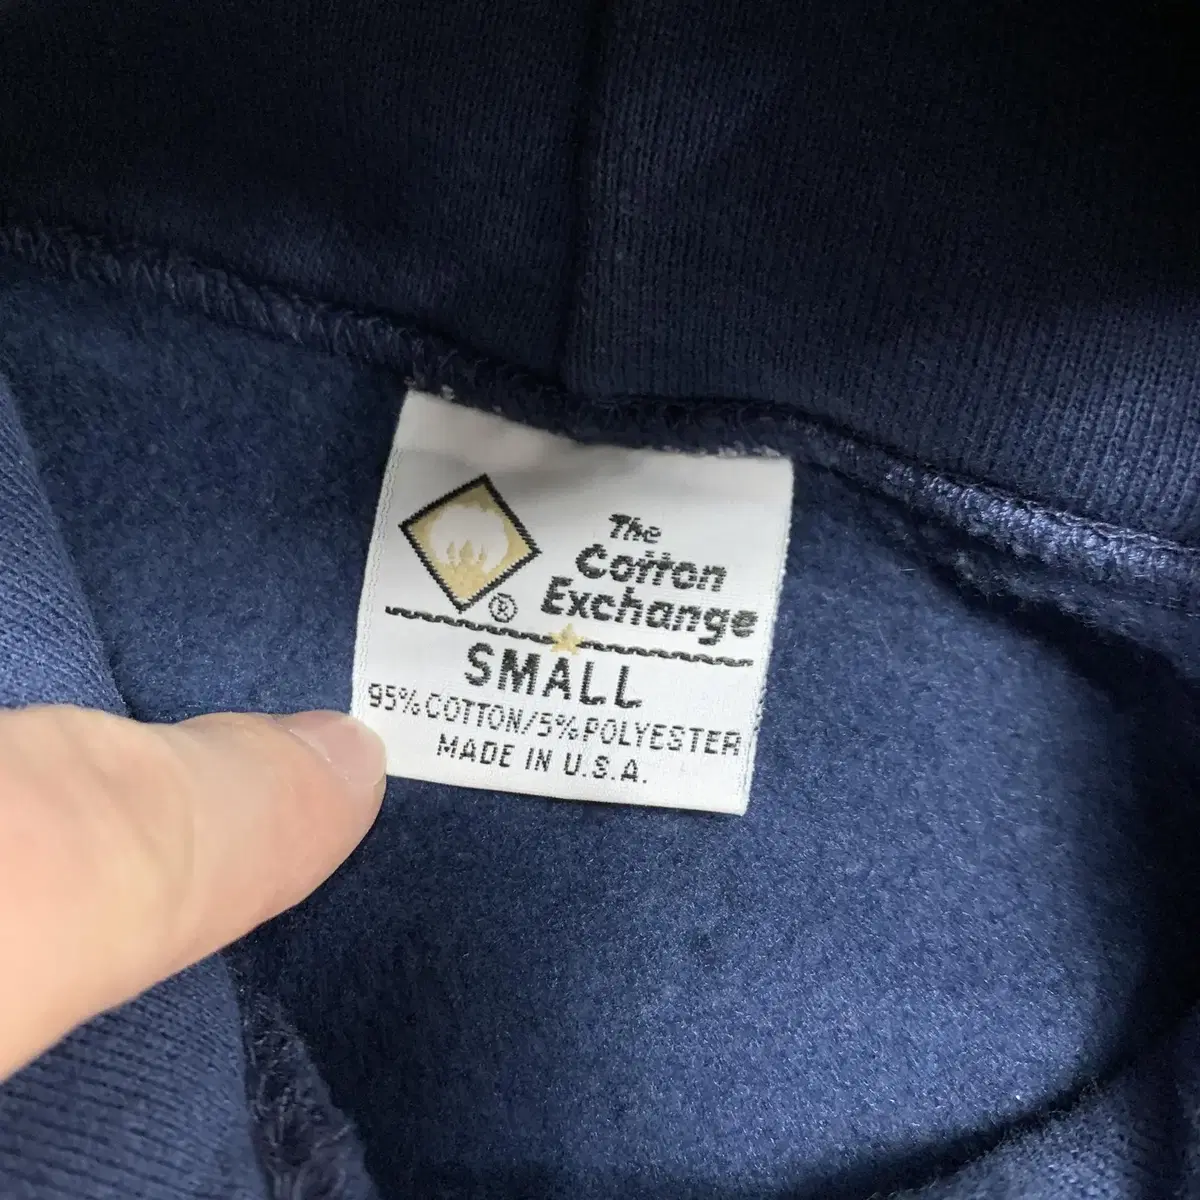 The
Cotton
Exchange
®
SMALL
95%COTTON/5%POLYESTER
MADE IN U.S.A.